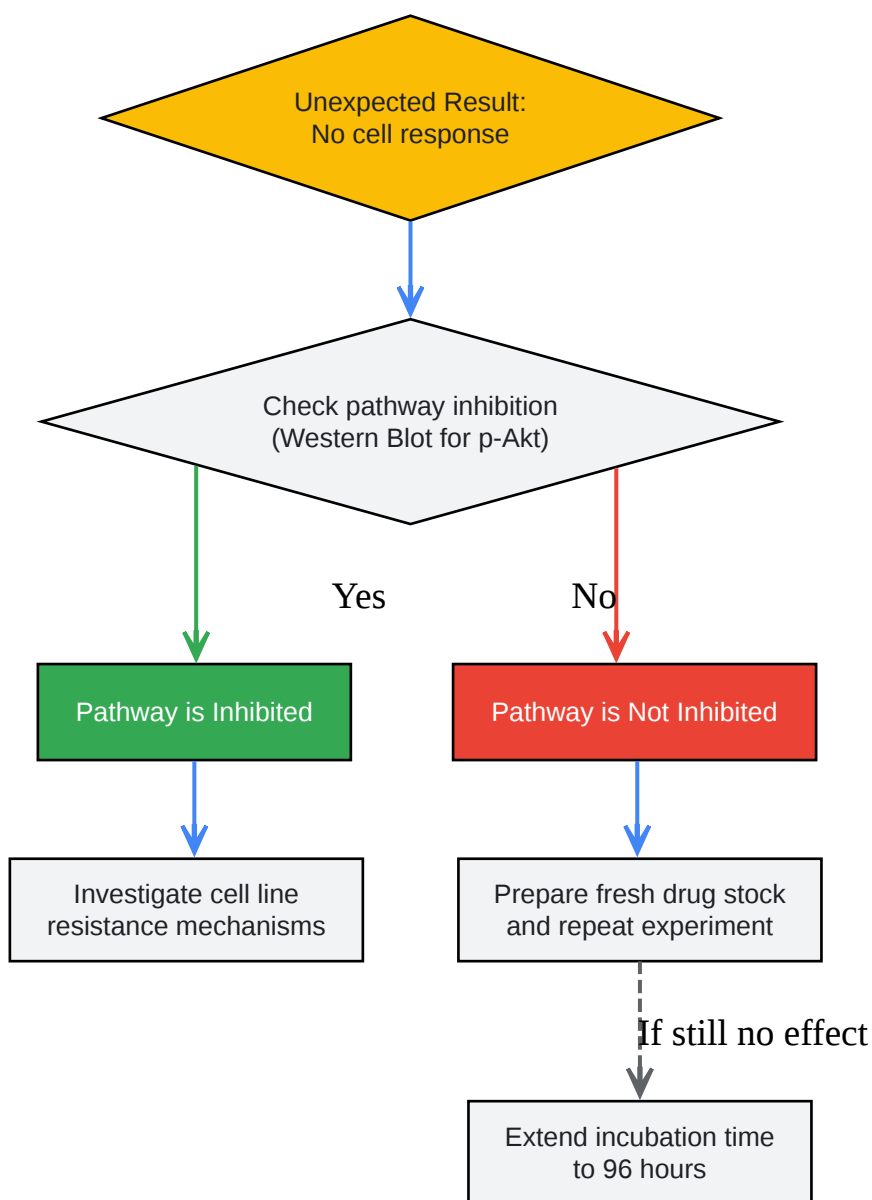 Unexpected Result:
No cell response
Check pathway inhibition
(Western Blot for p-Akt)
Yes
No
Pathway is Inhibited
Pathway is Not Inhibited
Investigate cell line
resistance mechanisms
Prepare fresh drug stock
and repeat experiment
If still no effect
Extend incubation time
to 96 hours